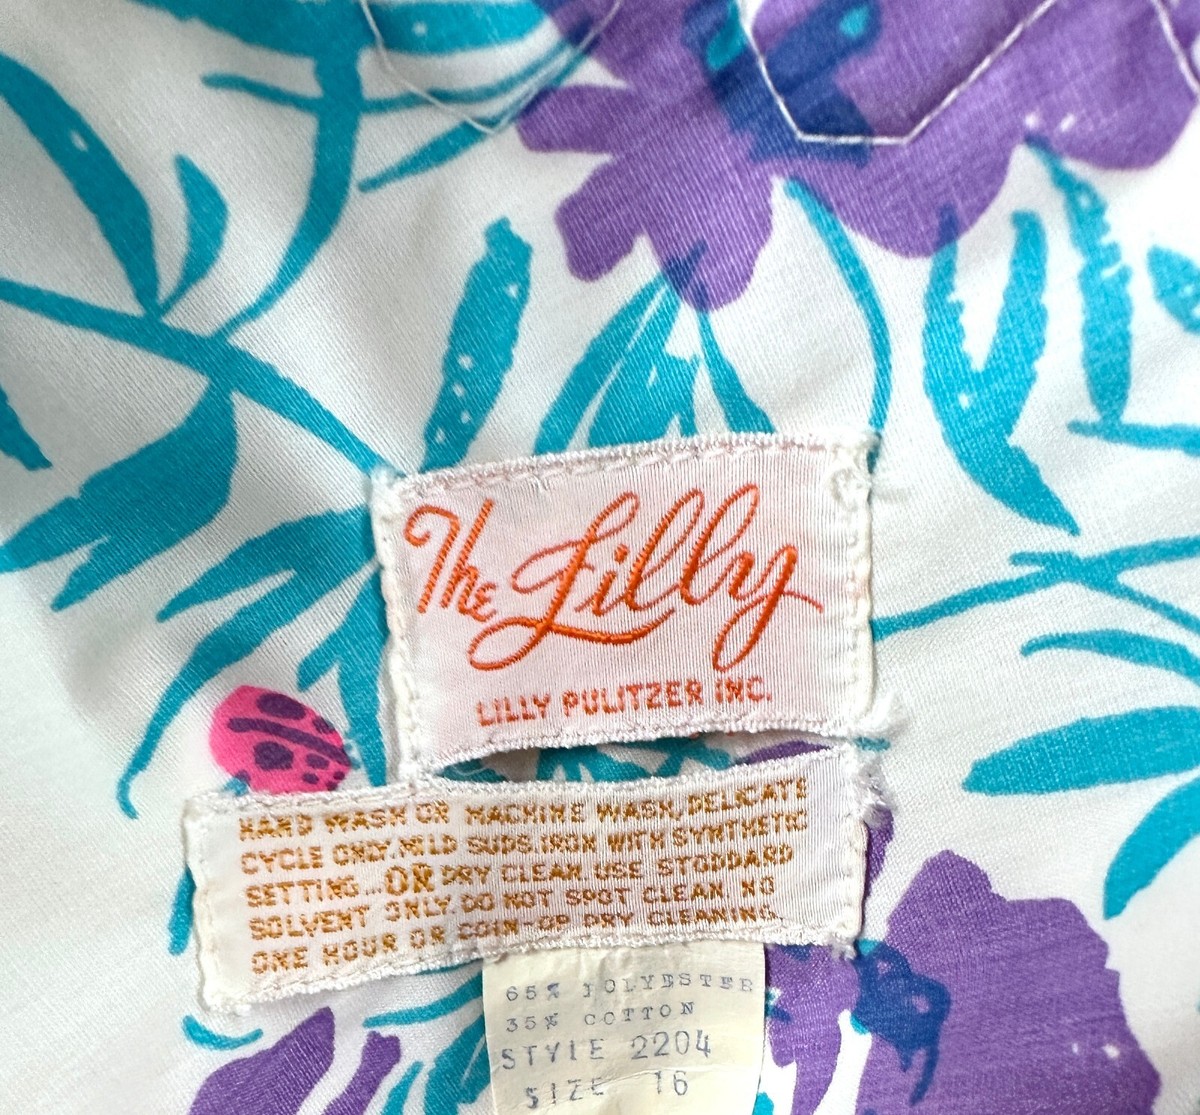 The Lilly
LILLY PULITZER INC.
HAND WASH OR MACHINE WASH, DELICATE
CYCLE ONLY. MILD SUDS. IRON WITH SYNTHETIC
SETTING...OR DRY CLEAN. USE STODDARD
SOLVENT ONLY. DO NOT SPOT CLEAN. NO
ONE HOUR OR COIN-OP DRY CLEANING.
65% POLYESTER
35% COTTON
STYLE 2204
SIZE 16